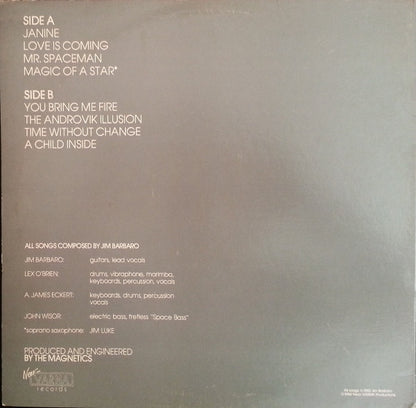 SIDE A
JANINE
LOVE IS COMING
MR. SPACEMAN
MAGIC OF A STAR*
SIDE B
YOU BRING ME FIRE
THE ANDROVIK ILLUSION
TIME WITHOUT CHANGE
A CHILD INSIDE
ALL SONGS COMPOSED BY JIM BARBARO
JIM BARBARO: guitars, lead vocals
LEX O'BRIEN: drums, vibraphone, marimba,
keyboards, percussion, vocals
A. JAMES ECKERT: keyboards, drums, percussion
vocals
JOHN WISOR: electric bass, fretless "Space Bass"
*soprano saxophone: JIM LUKE
PRODUCED AND ENGINEERED
BY THE MAGNETICS
VARBA
records